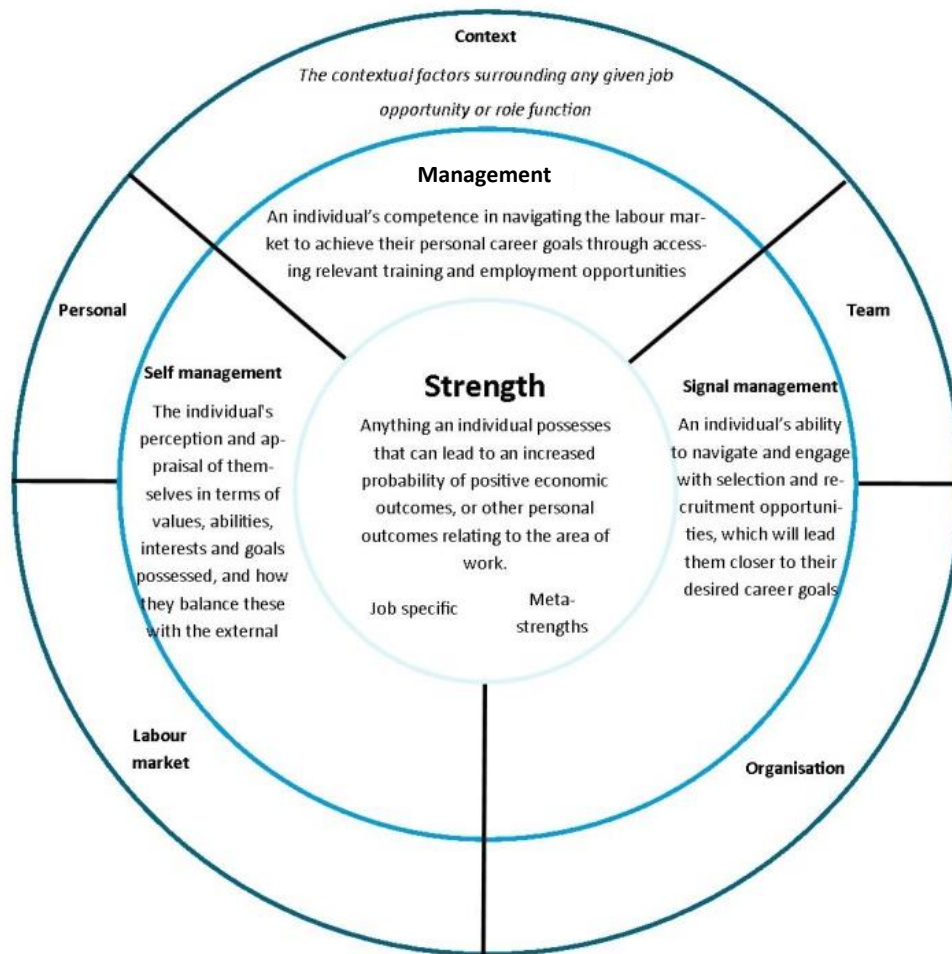 Context
The contextual factors surrounding any given job
opportunity or role function
Management
An individual's competence in navigating the labour mar-
ket to achieve their personal career goals through access-
ing relevant training and employment opportunities
Personal
Team
Self management
The individual's
perception and ap-
praisal of them-
selves in terms of
values, abilities,
interests and goals
possessed, and how
they balance these
with the external
Strength
Anything an individual possesses
that can lead to an increased
probability of positive economic
outcomes, or other personal
outcomes relating to the area of
work.
Job specific
Meta-
strengths
Signal management
An individual's ability
to navigate and engage
with selection and re-
cruitment opportuni-
ties, which will lead
them closer to their
desired career goals
Labour
market
Organisation